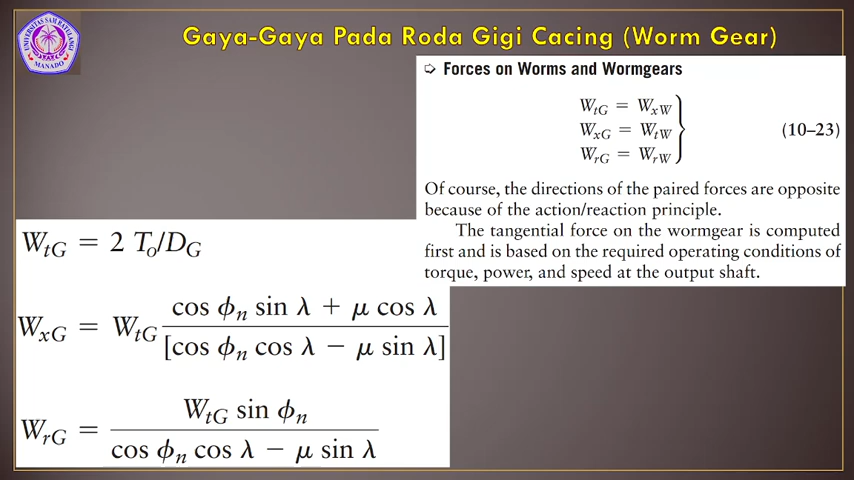 UNIVERSITAS SAM RATULANGI
MANADO
Gaya-Gaya Pada Roda Gigi Cacing (Worm Gear)
➩ Forces on Worms and Wormgears
W_tG = W_xW
W_xG = W_tW
W_rG = W_rW
(10–23)
Of course, the directions of the paired forces are opposite
because of the action/reaction principle.
The tangential force on the wormgear is computed
first and is based on the required operating conditions of
torque, power, and speed at the output shaft.
W_tG = 2 T_o/D_G
W_xG = W_tG (cos ϕ_n sin λ + μ cos λ) / [cos ϕ_n cos λ − μ sin λ]
W_rG = (W_tG sin ϕ_n) / (cos ϕ_n cos λ − μ sin λ)